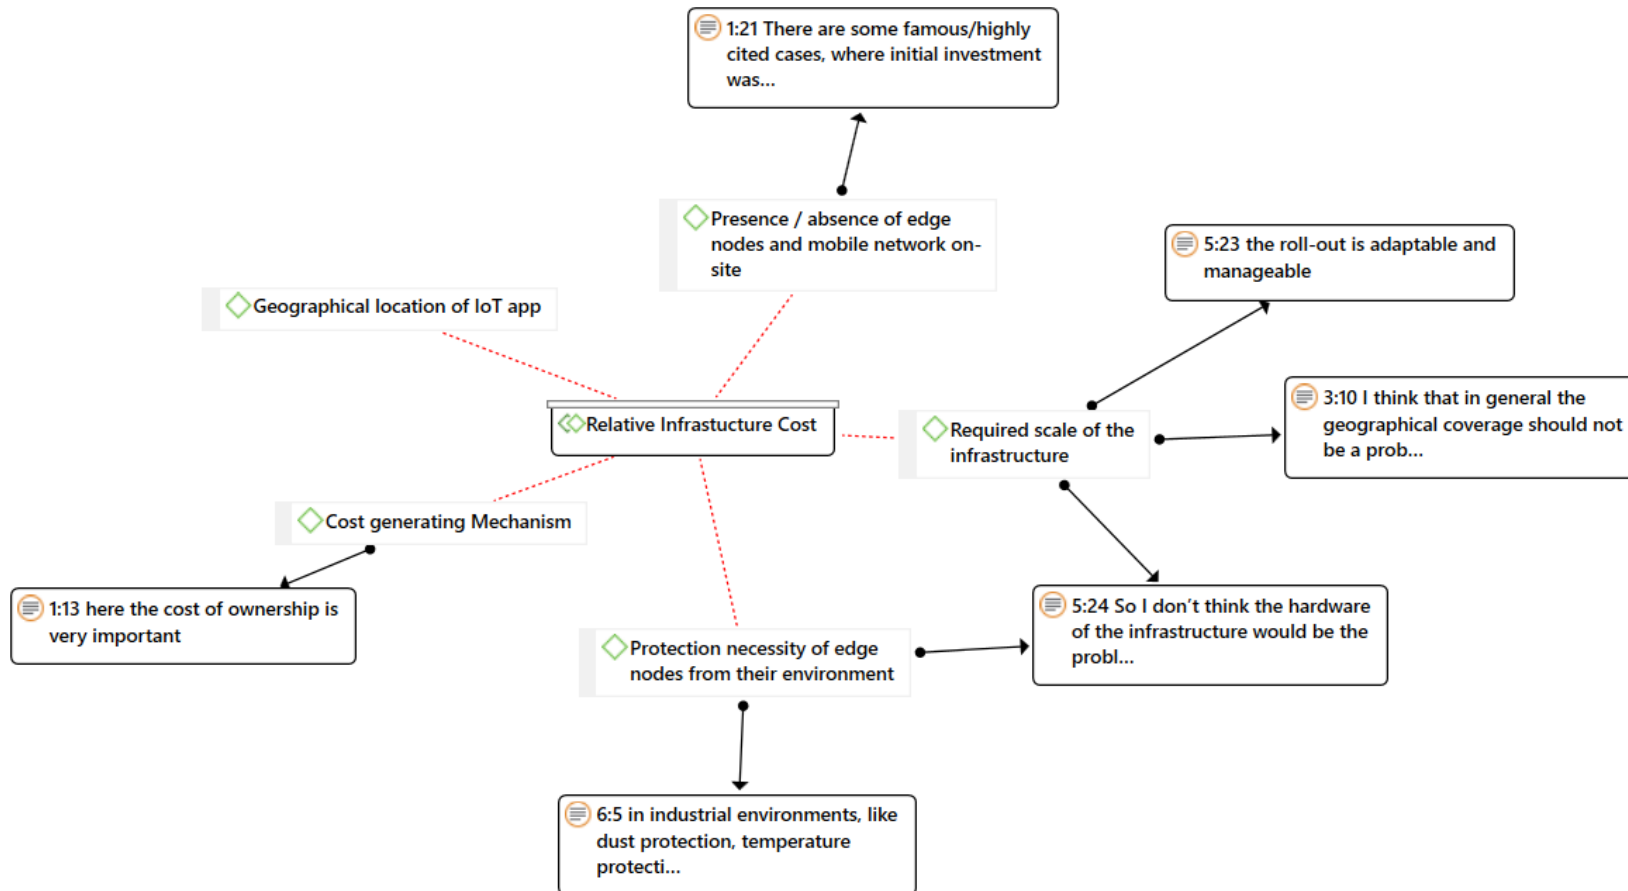 1:21 There are some famous/highly
cited cases, where initial investment
was...
Presence / absence of edge
nodes and mobile network on-
site
5:23 the roll-out is adaptable and
manageable
Geographical location of IoT app
3:10 I think that in general the
geographical coverage should not
be a prob...
Relative Infrastucture Cost
Required scale of the
infrastructure
Cost generating Mechanism
1:13 here the cost of ownership is
very important
5:24 So I don't think the hardware
of the infrastructure would be the
probl...
Protection necessity of edge
nodes from their environment
6:5 in industrial environments, like
dust protection, temperature
protecti...